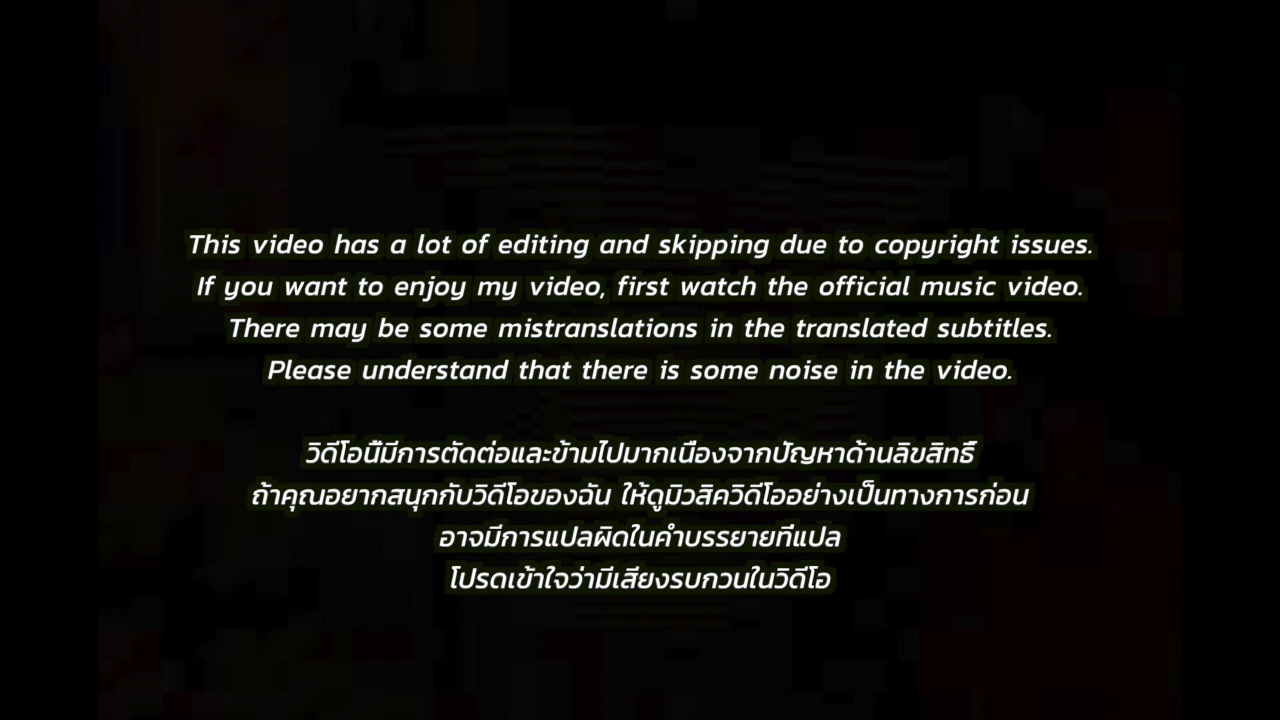 This video has a lot of editing and skipping due to copyright issues.
If you want to enjoy my video, first watch the official music video.
There may be some mistranslations in the translated subtitles.
Please understand that there is some noise in the video.
วิดีโอนี้มีการตัดต่อและข้ามไปมากเนื่องจากปัญหาด้านลิขสิทธิ์
ถ้าคุณอยากสนุกกับวิดีโอของฉัน ให้ดูมิวสิควิดีโออย่างเป็นทางการก่อน
อาจมีการแปลผิดในคำบรรยายที่แปล
โปรดเข้าใจว่ามีเสียงรบกวนในวิดีโอ